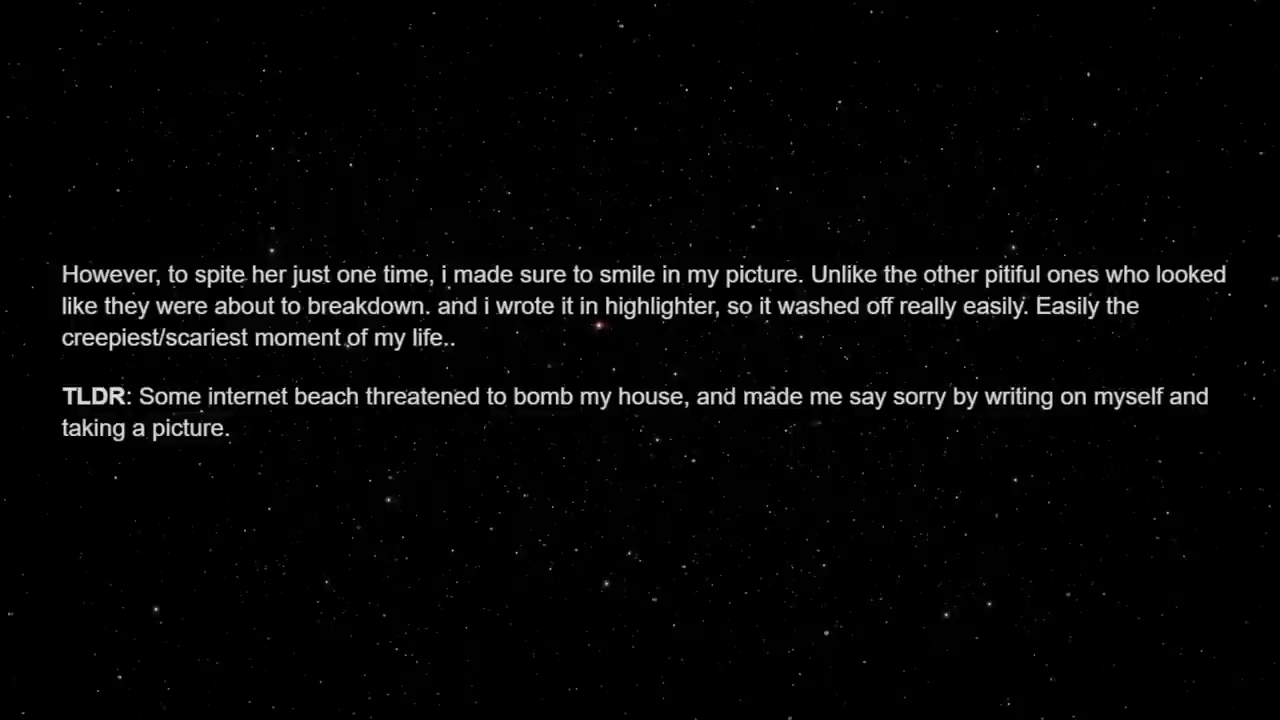 However, to spite her just one time, i made sure to smile in my picture. Unlike the other pitiful ones who looked
like they were about to breakdown. and i wrote it in highlighter, so it washed off really easily. Easily the
creepiest/scariest moment of my life..
TLDR: Some internet beach threatened to bomb my house, and made me say sorry by writing on myself and
taking a picture.